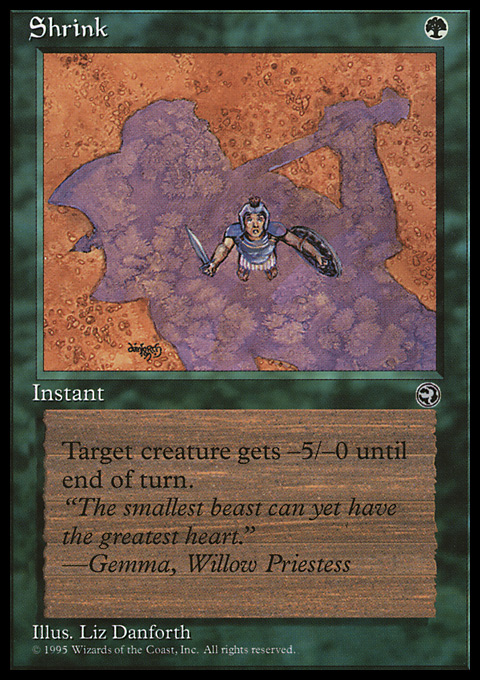 Shrink
Instant
Target creature gets –5/–0 until
end of turn.
“The smallest beast can yet have
the greatest heart.”
—Gemma, Willow Priestess
Illus. Liz Danforth
© 1995 Wizards of the Coast, Inc. All rights reserved.